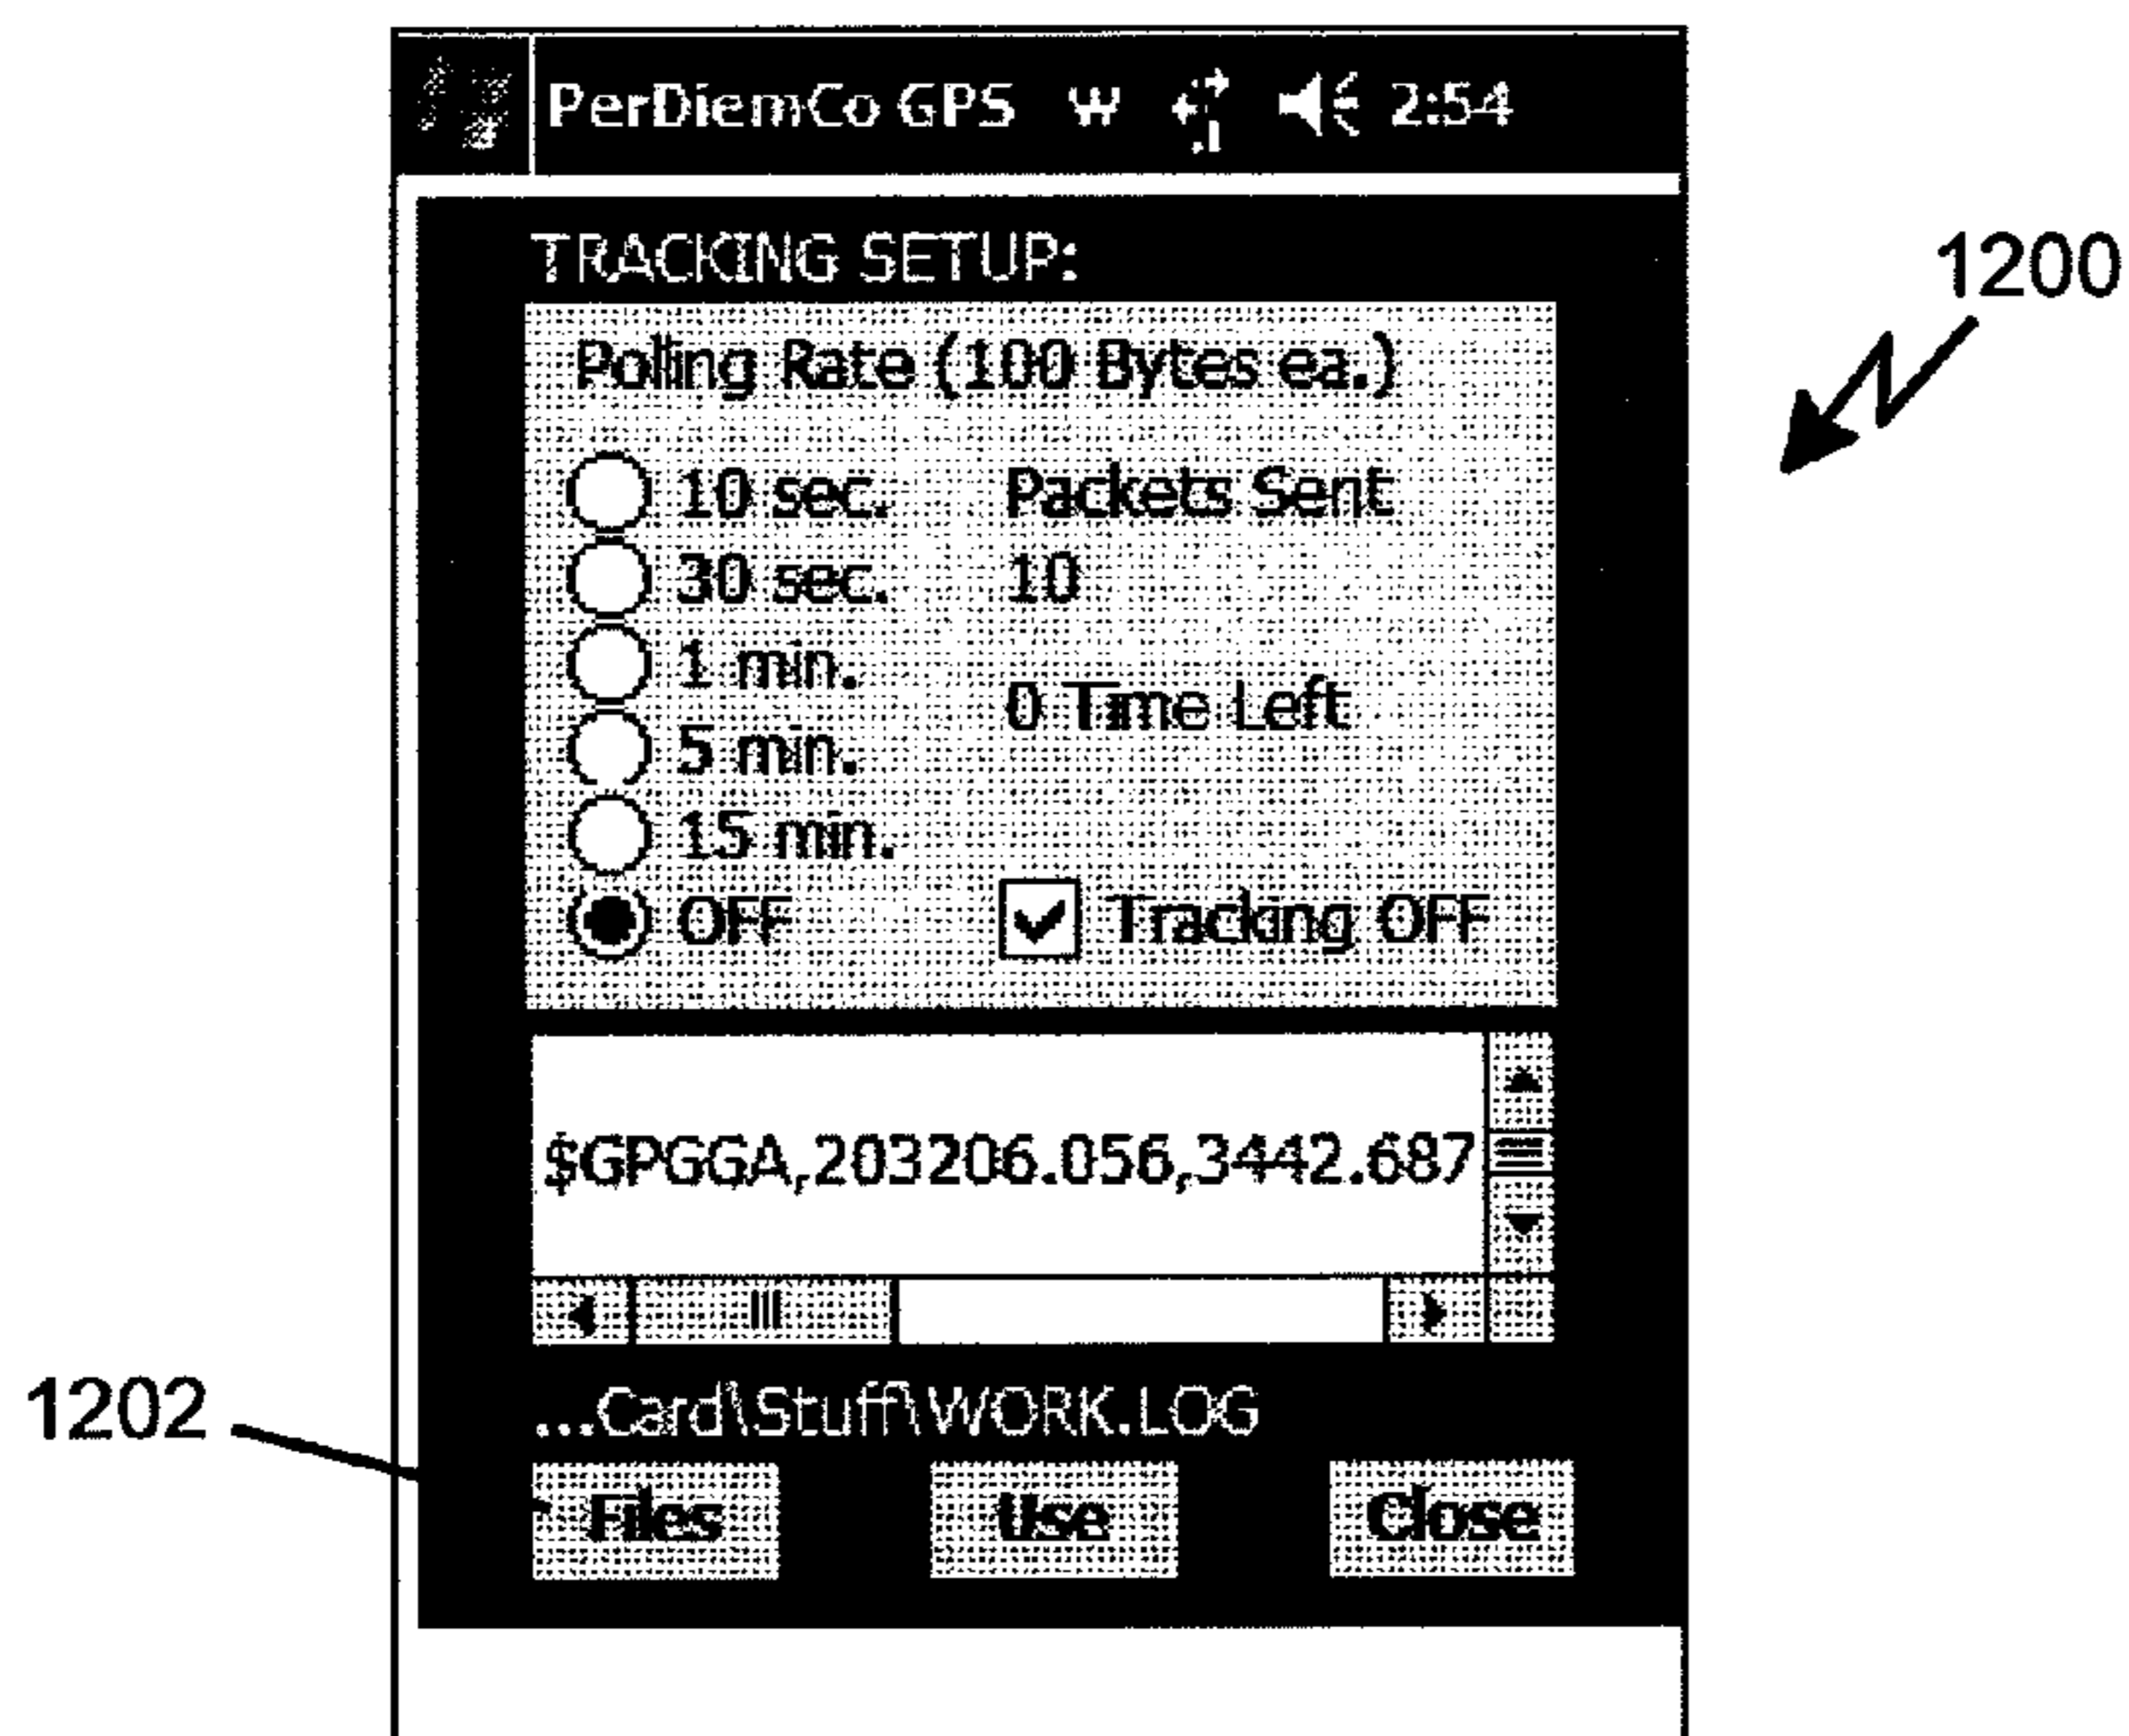 PerDiemCo GPS 2:54
TRACKING SETUP:
1200
Polling Rate (100 Bytes ea.)
10 sec. Packets Sent
30 sec. 10
1 min.
0 Time Left
5 min.
15 min.
OFF Tracking OFF
$GPGGA,203206.056,3442.687
...Card\Stuff\WORK.LOG
1202
Files Use Close